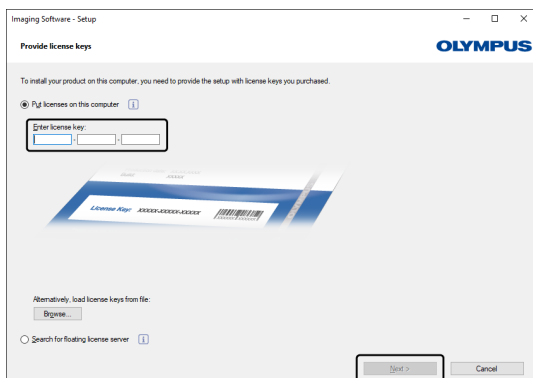 Imaging Software - Setup
Provide license keys
OLYMPUS
To install your product on this computer, you need to provide the setup with license keys you purchased.
Put licenses on this computer
Enter license key:
- -
XXXXX
License Key: XXXXX-XXXXX-XXXXX
Alternatively, load license keys from file:
Browse...
Search for floating license server
Next > Cancel